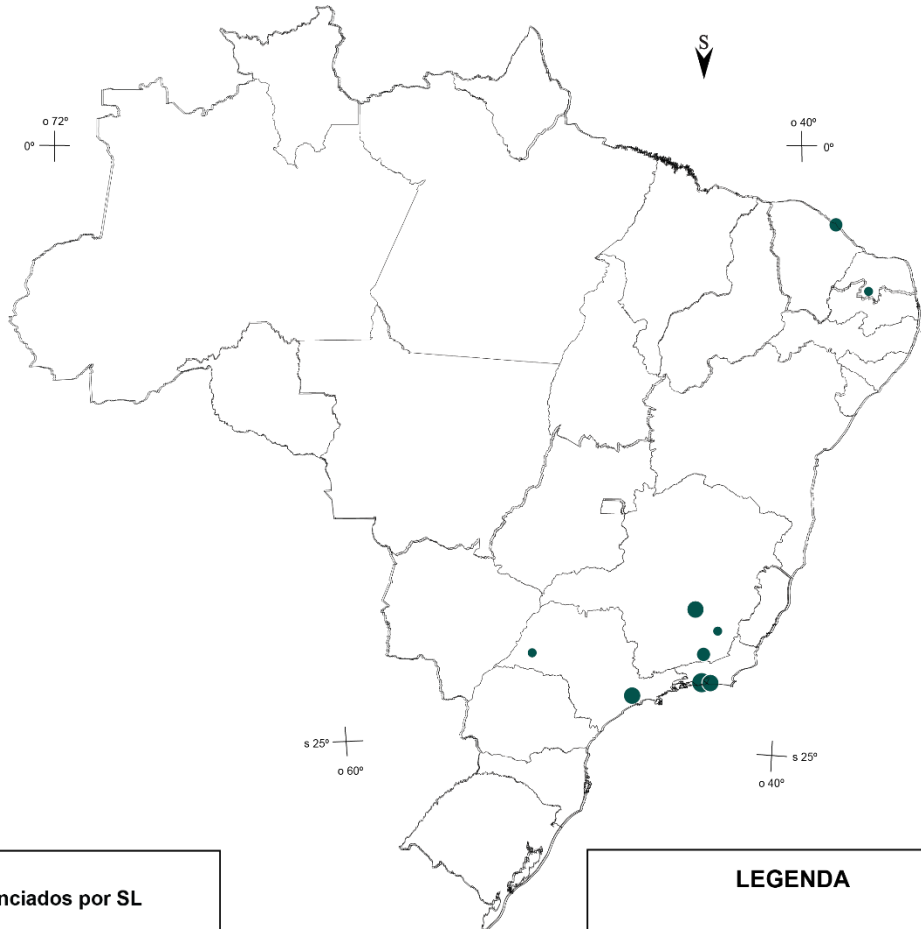 S
o 72º
0º
o 40º
0º
s 25º
o 60º
s 25º
o 40º
nciados por SL
LEGENDA